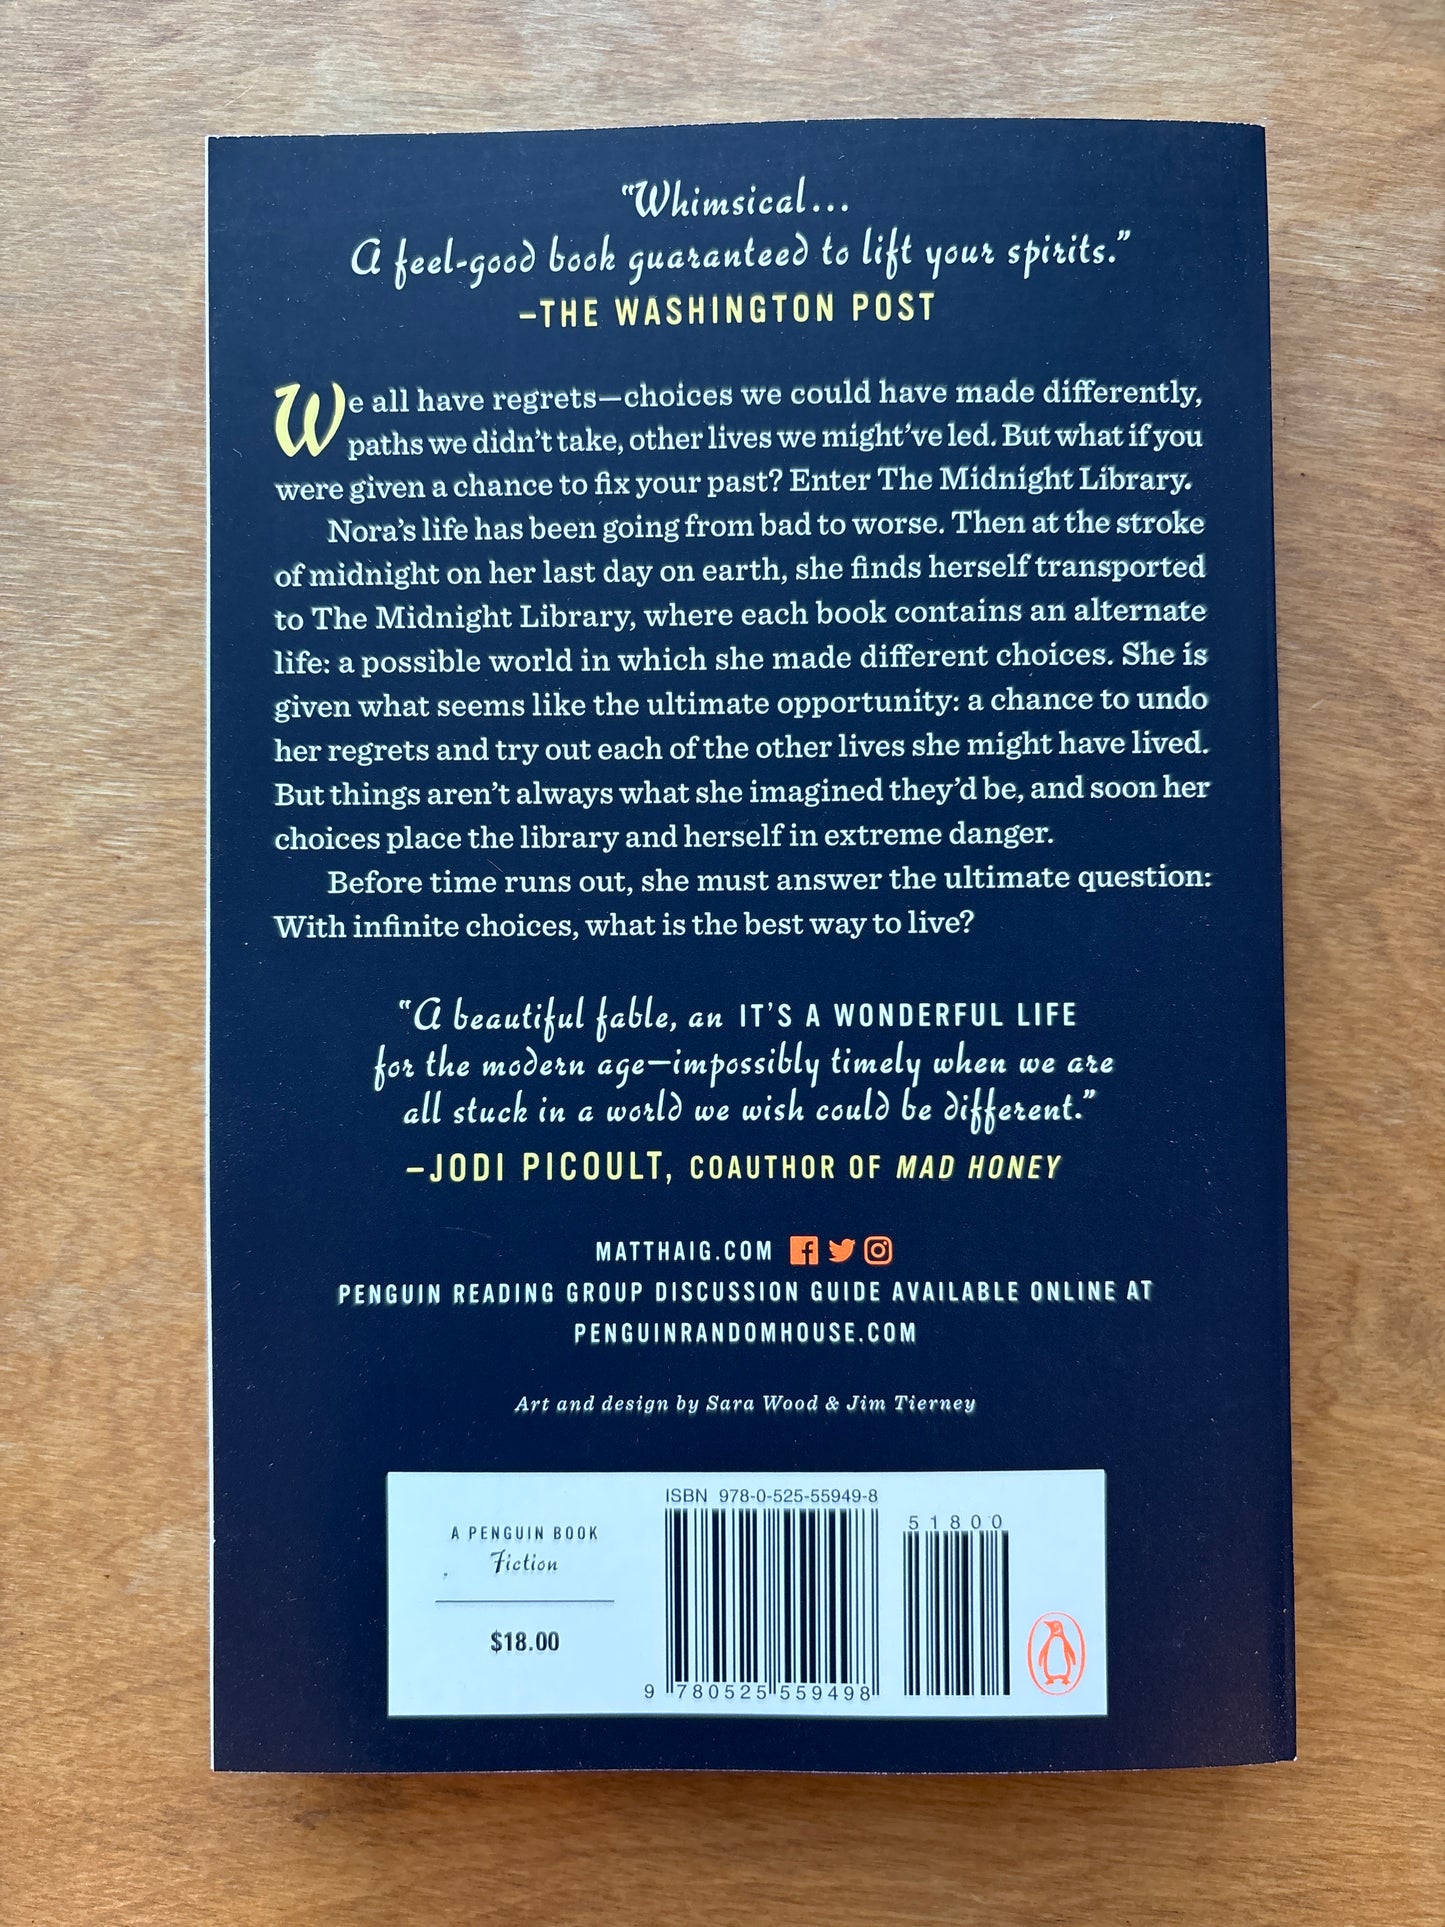 “Whimsical...
A feel-good book guaranteed to lift your spirits.”
–THE WASHINGTON POST
We all have regrets—choices we could have made differently,
paths we didn’t take, other lives we might’ve led. But what if you
were given a chance to fix your past? Enter The Midnight Library.
Nora’s life has been going from bad to worse. Then at the stroke
of midnight on her last day on earth, she finds herself transported
to The Midnight Library, where each book contains an alternate
life: a possible world in which she made different choices. She is
given what seems like the ultimate opportunity: a chance to undo
her regrets and try out each of the other lives she might have lived.
But things aren’t always what she imagined they’d be, and soon her
choices place the library and herself in extreme danger.
Before time runs out, she must answer the ultimate question:
With infinite choices, what is the best way to live?
“A beautiful fable, an IT’S A WONDERFUL LIFE
for the modern age—impossibly timely when we are
all stuck in a world we wish could be different.”
–JODI PICOULT, COAUTHOR OF MAD HONEY
MATTHAIG.COM
PENGUIN READING GROUP DISCUSSION GUIDE AVAILABLE ONLINE AT
PENGUINRANDOMHOUSE.COM
Art and design by Sara Wood & Jim Tierney
A PENGUIN BOOK
Fiction
$18.00
ISBN 978-0-525-55949-8
51800
9 780525 559498